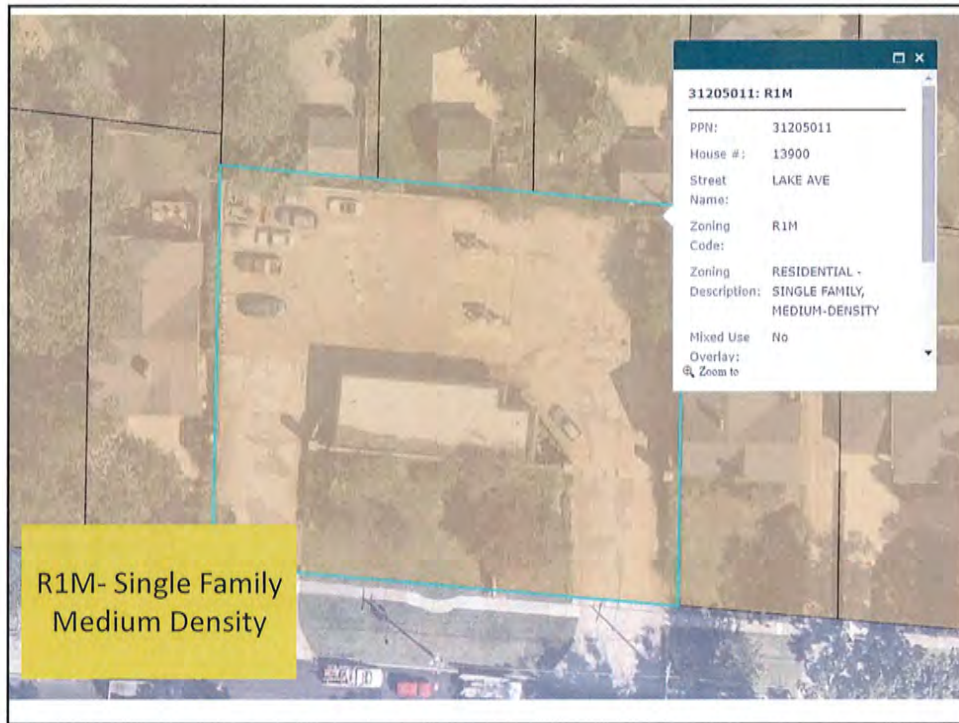 31205011: R1M
PPN: 31205011
House #: 13900
Street Name: LAKE AVE
Zoning Code: R1M
Zoning Description: RESIDENTIAL - SINGLE FAMILY, MEDIUM-DENSITY
Mixed Use Overlay: No
Zoom to
R1M- Single Family
Medium Density